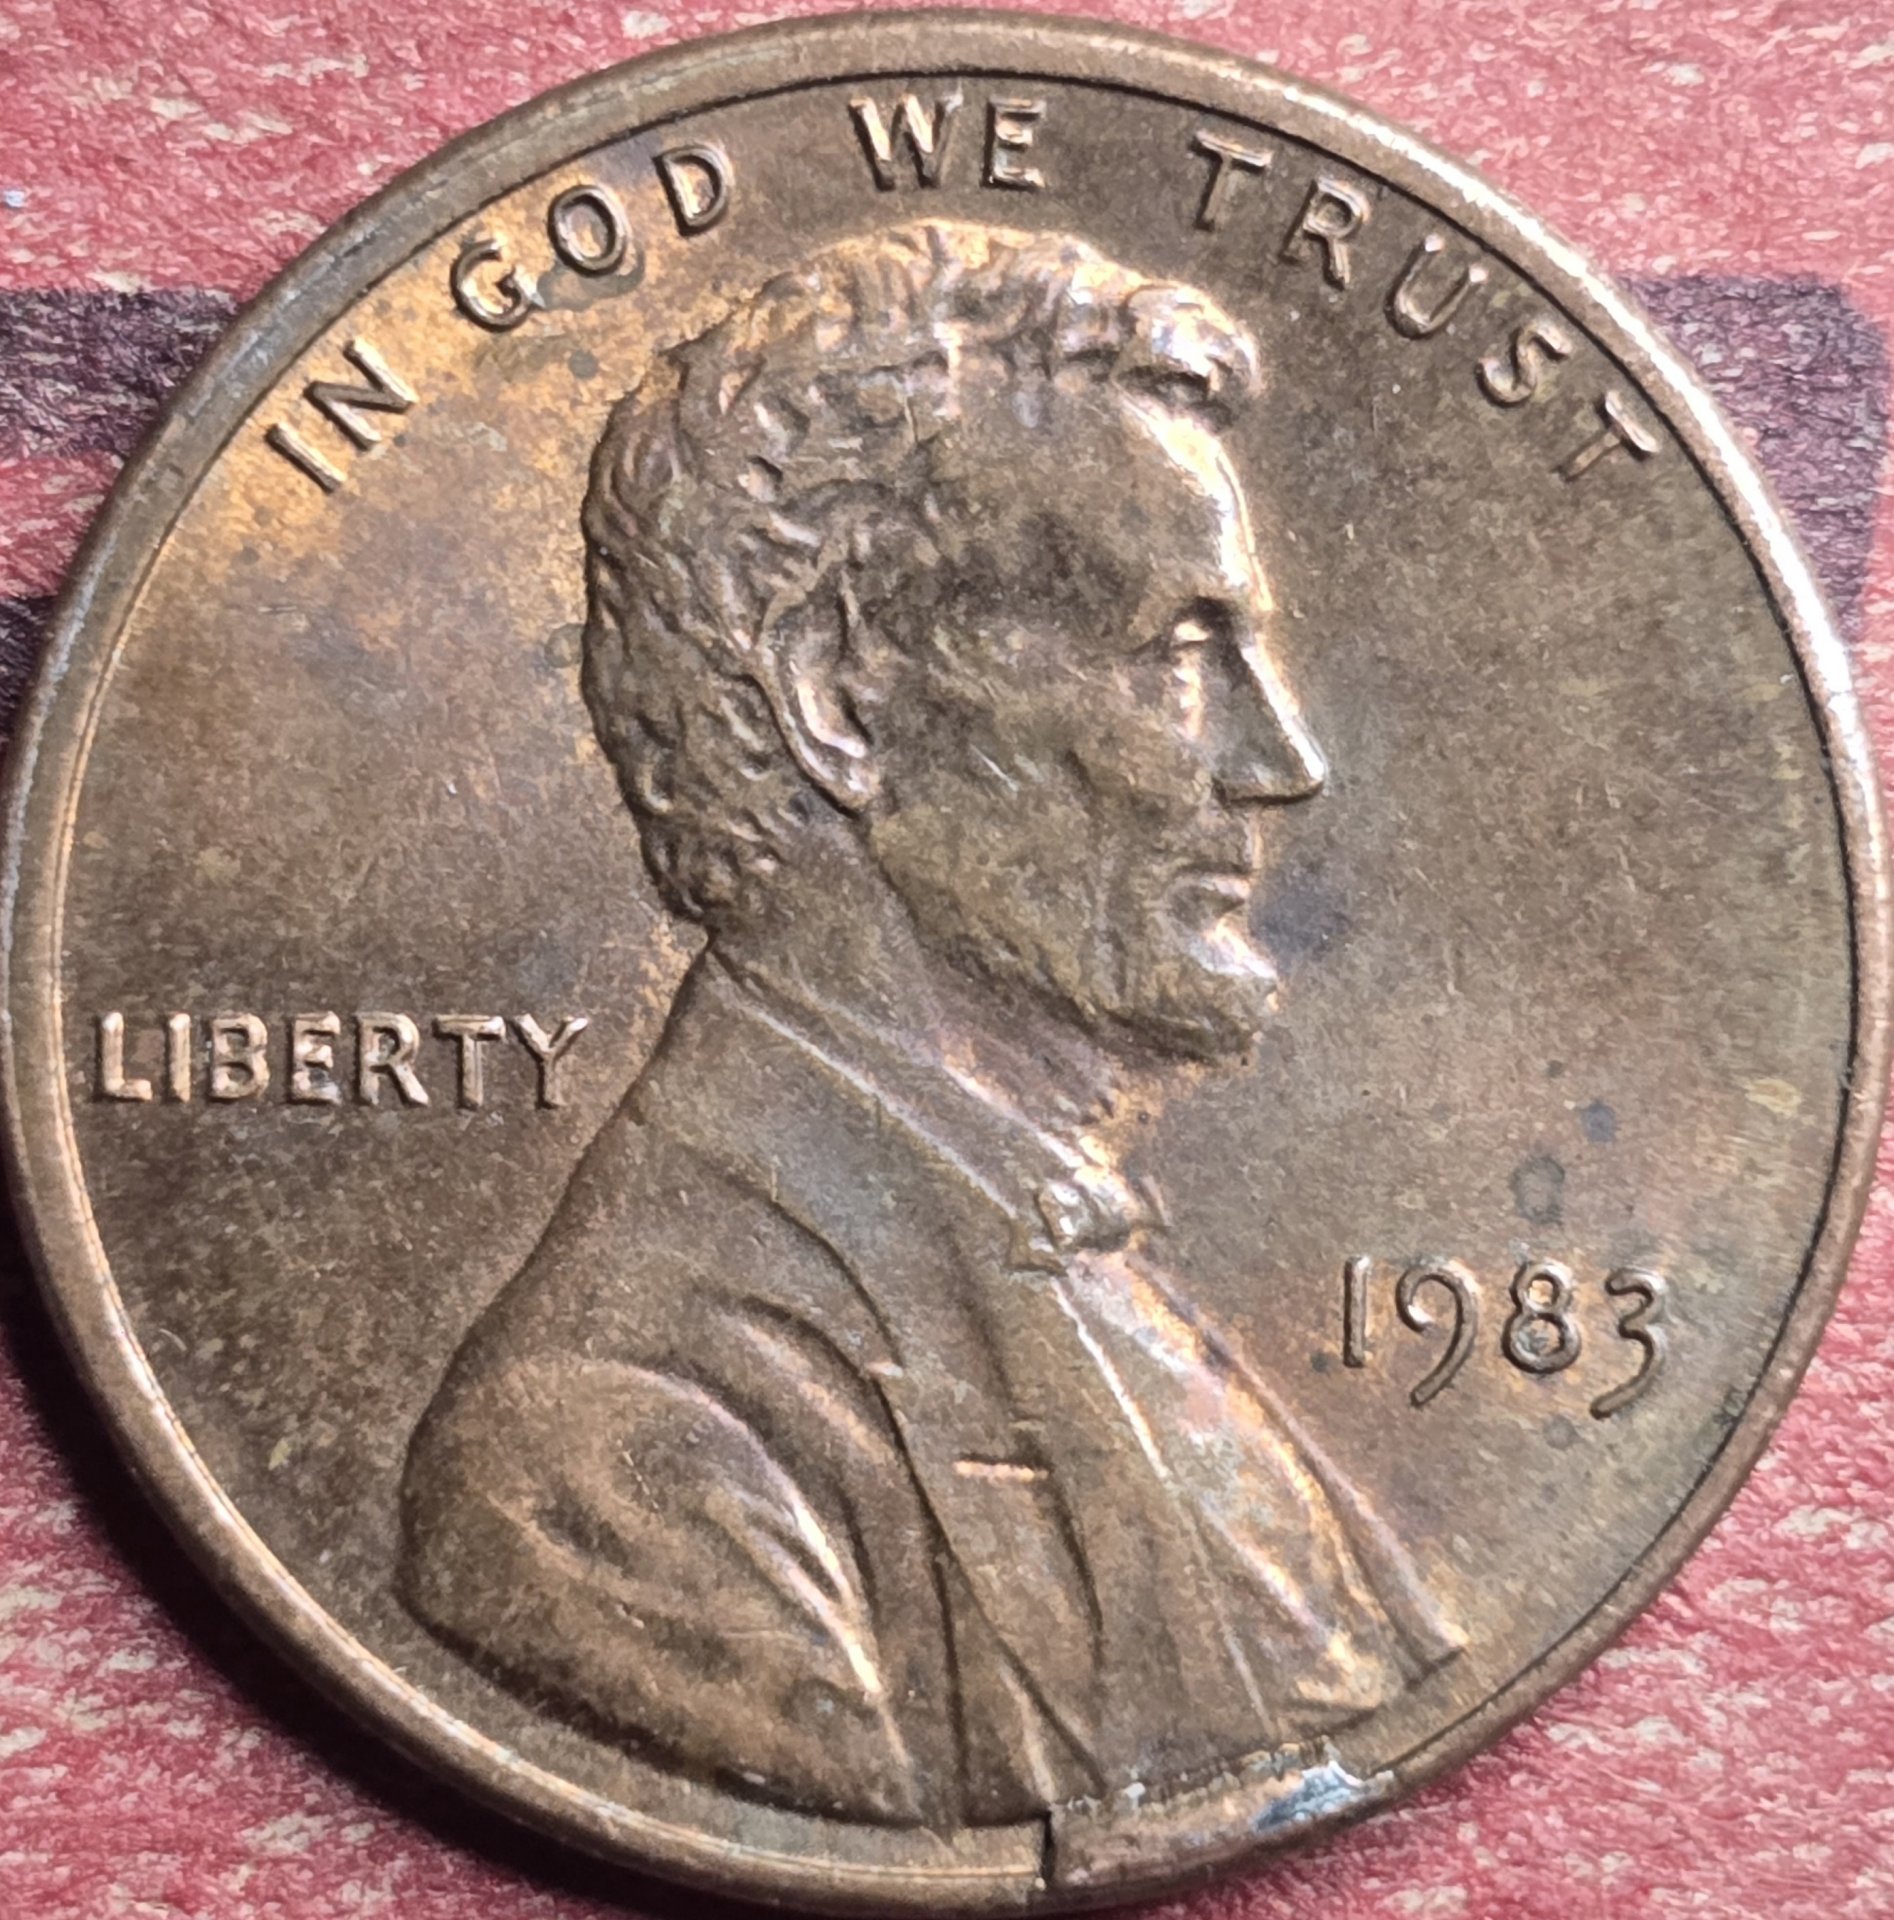 IN GOD WE TRUST
LIBERTY
1983